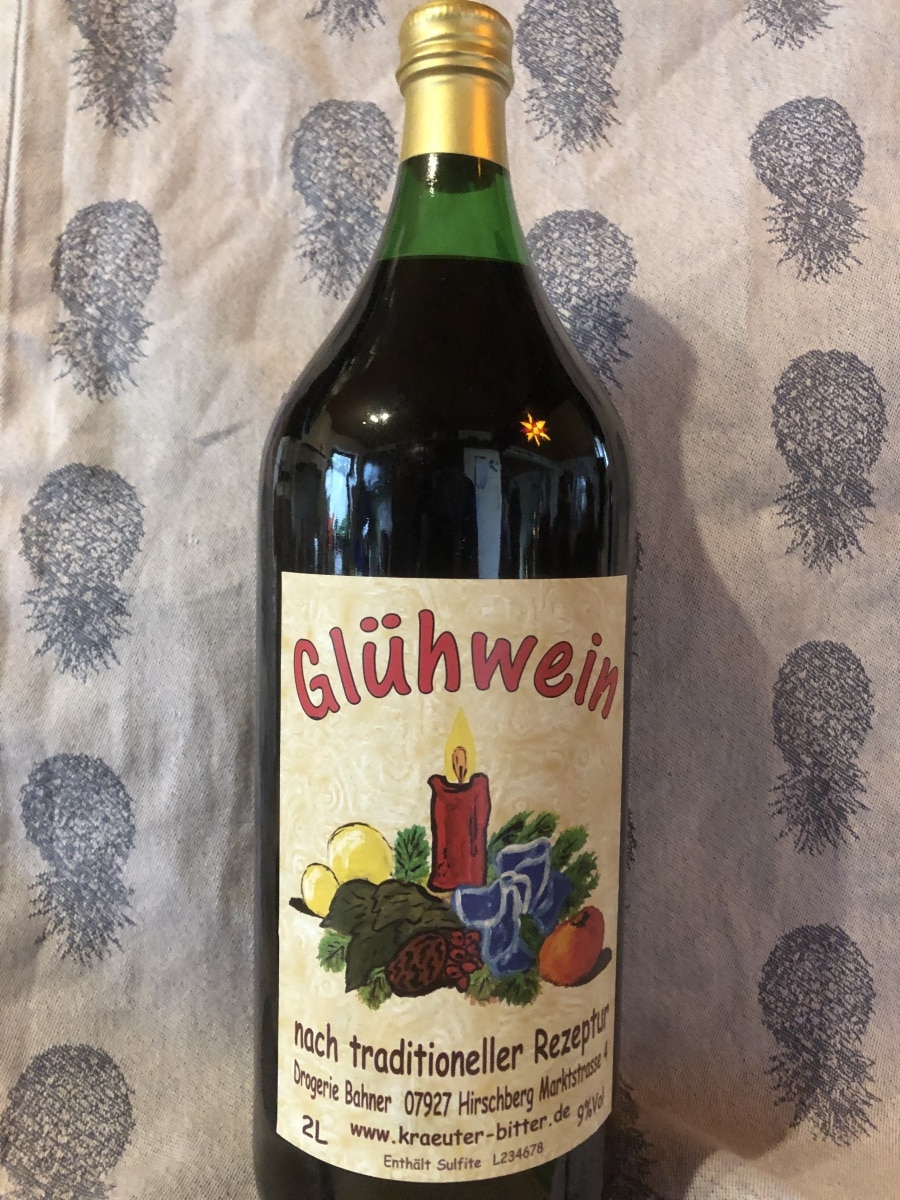 Glühwein
nach traditioneller Rezeptur
Drogerie Bahner 07927 Hirschberg Marktstrasse 4
2L www.kraeuter-bitter.de 9%Vol
Enthält Sulfite L234678